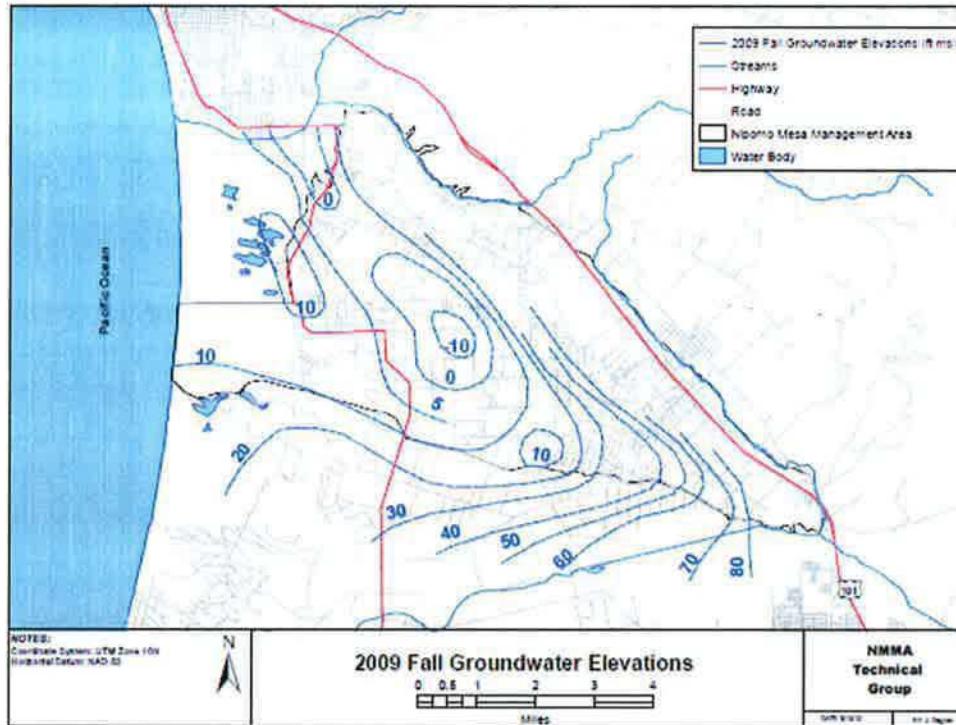 2009 Fall Groundwater Elevations (ft msl)
Streams
Highway
Road
Nipomo Mesa Management Area
Water Body
Pacific Ocean
0
10
-10
0
5
10
10
20
30
40
50
60
70
80
101
NOTES:
Coordinate System: UTM Zone 10N
Horizontal Datum: NAD 83
N
2009 Fall Groundwater Elevations
0 0.5 1 2 3 4
Miles
NMMA
Technical
Group